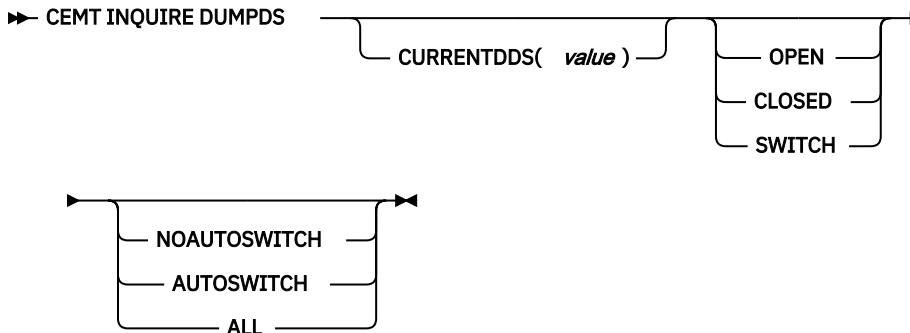 CEMT INQUIRE DUMPDS
CURRENTDDS( value )
OPEN
CLOSED
SWITCH
NOAUTOSWITCH
AUTOSWITCH
ALL